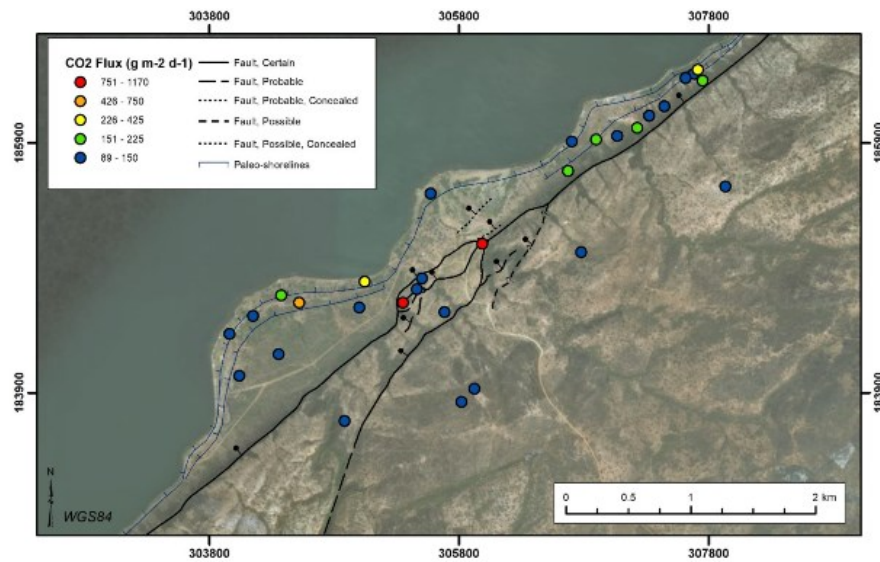 303800 305800 307800
CO2 Flux (g m-2 d-1)
751 - 1170
426 - 750
226 - 425
151 - 225
89 - 150
Fault, Certain
Fault, Probable
Fault, Probable, Concealed
Fault, Possible
Fault, Possible, Concealed
Paleo-shorelines
185900 185900
183900 183900
N
WGS84
0 0.5 1 2 km
303800 305800 307800